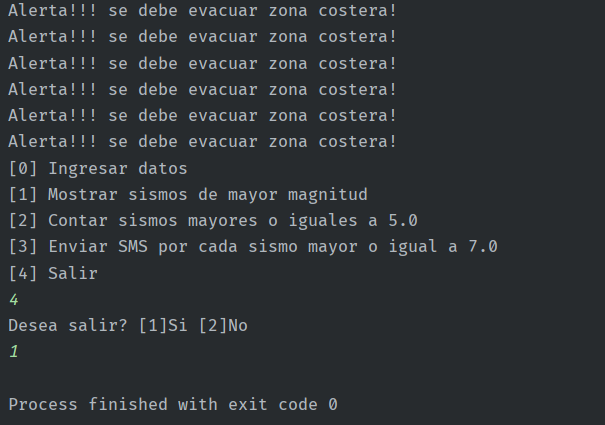 Alerta!!! se debe evacuar zona costera!
Alerta!!! se debe evacuar zona costera!
Alerta!!! se debe evacuar zona costera!
Alerta!!! se debe evacuar zona costera!
Alerta!!! se debe evacuar zona costera!
Alerta!!! se debe evacuar zona costera!
[0] Ingresar datos
[1] Mostrar sismos de mayor magnitud
[2] Contar sismos mayores o iguales a 5.0
[3] Enviar SMS por cada sismo mayor o igual a 7.0
[4] Salir
4
Desea salir? [1]Si [2]No
1
Process finished with exit code 0